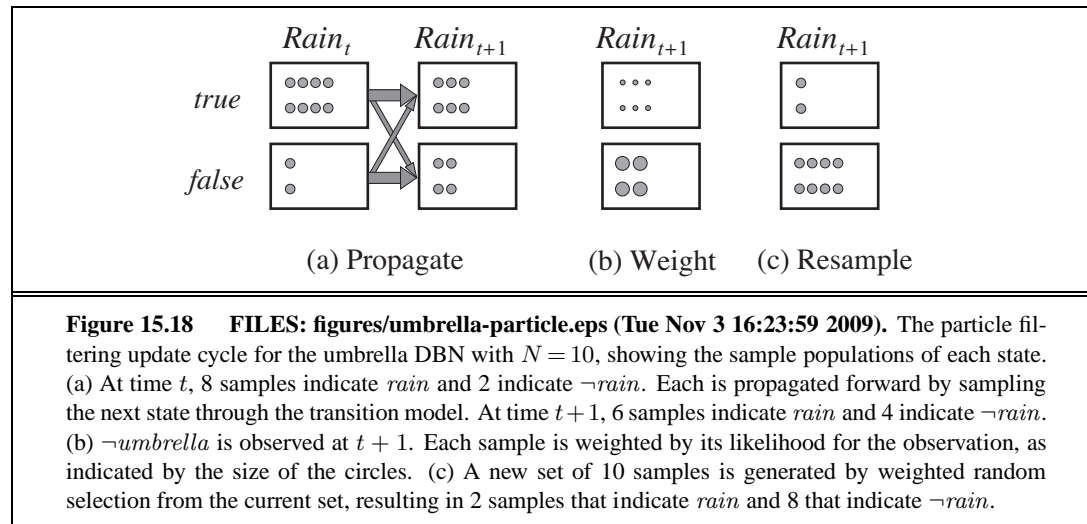 Rain_t Rain_{t+1} Rain_{t+1} Rain_{t+1}
true
false
(a) Propagate (b) Weight (c) Resample
Figure 15.18 FILES: figures/umbrella-particle.eps (Tue Nov 3 16:23:59 2009). The particle fil-
tering update cycle for the umbrella DBN with N = 10, showing the sample populations of each state.
(a) At time t, 8 samples indicate rain and 2 indicate ¬rain. Each is propagated forward by sampling
the next state through the transition model. At time t + 1, 6 samples indicate rain and 4 indicate ¬rain.
(b) ¬umbrella is observed at t + 1. Each sample is weighted by its likelihood for the observation, as
indicated by the size of the circles. (c) A new set of 10 samples is generated by weighted random
selection from the current set, resulting in 2 samples that indicate rain and 8 that indicate ¬rain.